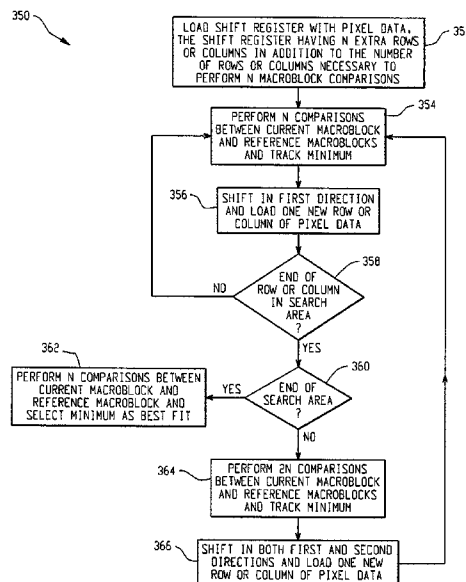 350
LOAD SHIFT REGISTER WITH PIXEL DATA,
THE SHIFT REGISTER HAVING N EXTRA ROWS
OR COLUMNS IN ADDITION TO THE NUMBER
OF ROWS OR COLUMNS NECESSARY TO
PERFORM N MACROBLOCK COMPARISONS
35
PERFORM N COMPARISONS
BETWEEN CURRENT MACROBLOCK
AND REFERENCE MACROBLOCKS
AND TRACK MINIMUM
354
356
SHIFT IN FIRST DIRECTION
AND LOAD ONE NEW ROW OR
COLUMN OF PIXEL DATA
358
END OF
ROW OR COLUMN
IN SEARCH
AREA
?
NO
YES
362
PERFORM N COMPARISONS BETWEEN
CURRENT MACROBLOCK AND
REFERENCE MACROBLOCK AND
SELECT MINIMUM AS BEST FIT
YES
360
END OF
SEARCH AREA
?
NO
364
PERFORM 2N COMPARISONS
BETWEEN CURRENT MACROBLOCK
AND REFERENCE MACROBLOCKS
AND TRACK MINIMUM
366
SHIFT IN BOTH FIRST AND SECOND
DIRECTIONS AND LOAD ONE NEW
ROW OR COLUMN OF PIXEL DATA